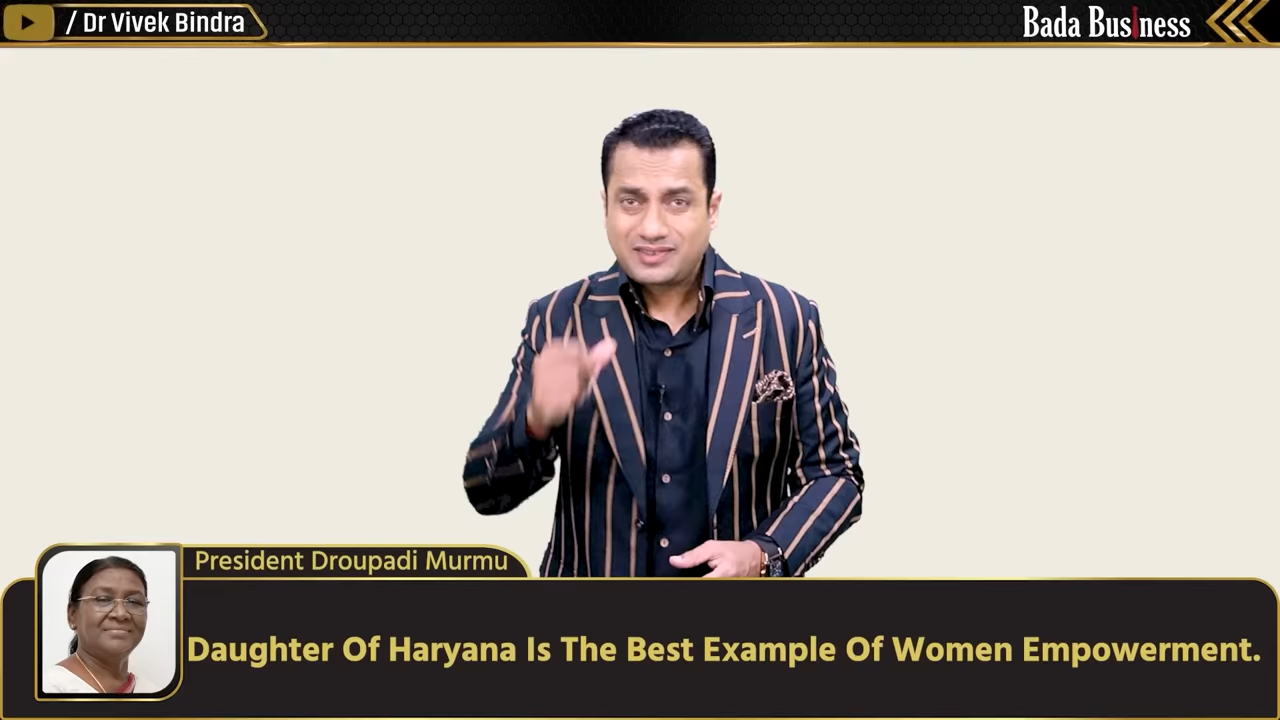 / Dr Vivek Bindra
Bada Business
President Droupadi Murmu
Daughter Of Haryana Is The Best Example Of Women Empowerment.